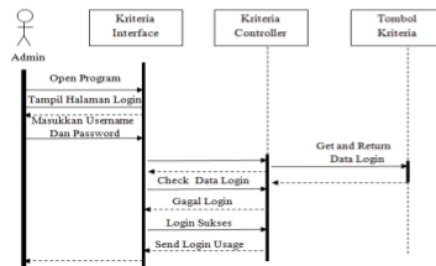 Kriteria
Interface
Kriteria
Controller
Tombol
Kriteria
Admin
Open Program
Tampil Halaman Login
Masukkan Username
Dan Password
Get and Return
Data Login
Check Data Login
Gagal Login
Login Sukses
Send Login Usage